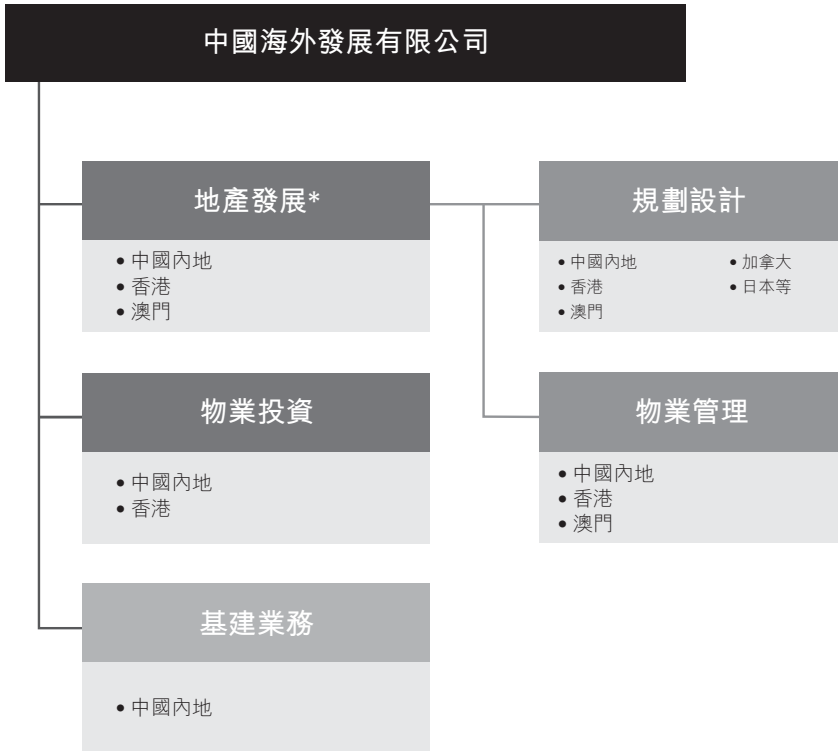 中國海外發展有限公司
地產發展*
• 中國內地
• 香港
• 澳門
規劃設計
• 中國內地
• 香港
• 澳門
• 加拿大
• 日本等
物業投資
• 中國內地
• 香港
物業管理
• 中國內地
• 香港
• 澳門
基建業務
• 中國內地